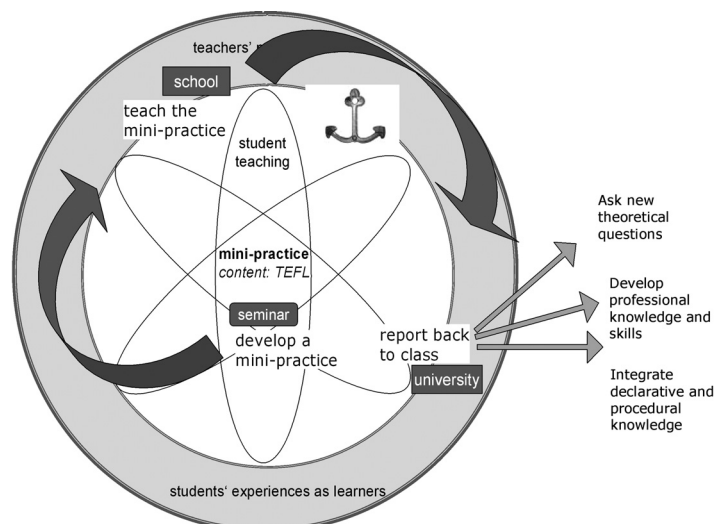 teachers'
school
teach the
mini-practice
student
teaching
mini-practice
content: TEFL
seminar
develop a
mini-practice
report back
to class
university
students' experiences as learners
Ask new
theoretical
questions
Develop
professional
knowledge and
skills
Integrate
declarative and
procedural
knowledge